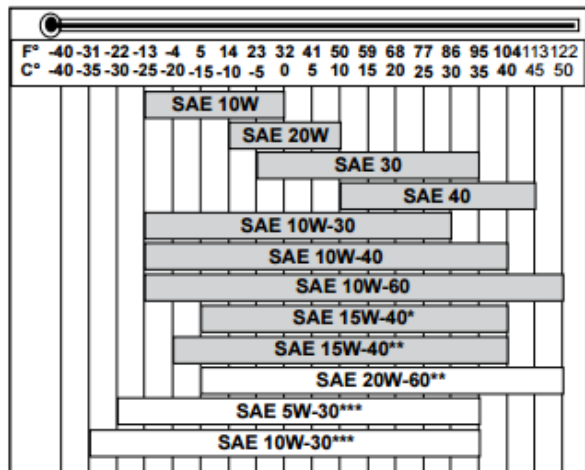 F° -40 -31 -22 -13 -4 5 14 23 32 41 50 59 68 77 86 95 104 113 122
C° -40 -35 -30 -25 -20 -15 -10 -5 0 5 10 15 20 25 30 35 40 45 50
SAE 10W
SAE 20W
SAE 30
SAE 40
SAE 10W-30
SAE 10W-40
SAE 10W-60
SAE 15W-40*
SAE 15W-40**
SAE 20W-60**
SAE 5W-30***
SAE 10W-30***